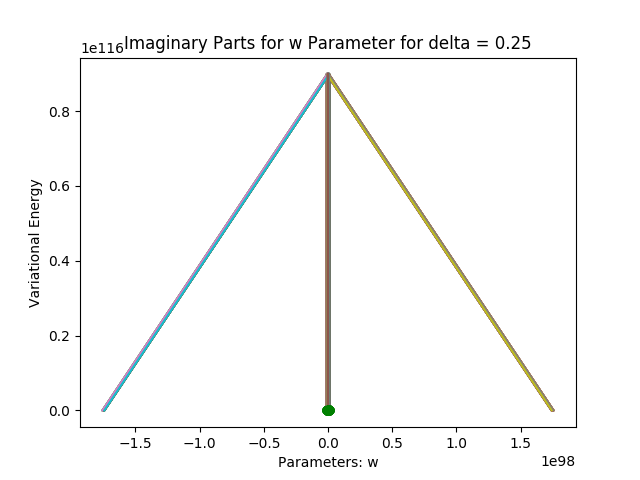 1e116
Imaginary Parts for w Parameter for delta = 0.25
Variational Energy
0.8
0.6
0.4
0.2
0.0
−1.5 −1.0 −0.5 0.0 0.5 1.0 1.5
Parameters: w
1e98